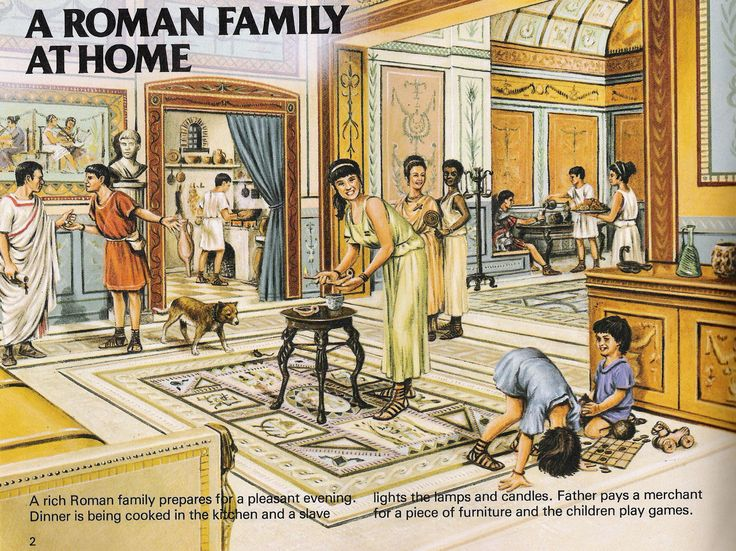 A ROMAN FAMILY
AT HOME
A rich Roman family prepares for a pleasant evening.
Dinner is being cooked in the kitchen and a slave
lights the lamps and candles. Father pays a merchant
for a piece of furniture and the children play games.
2